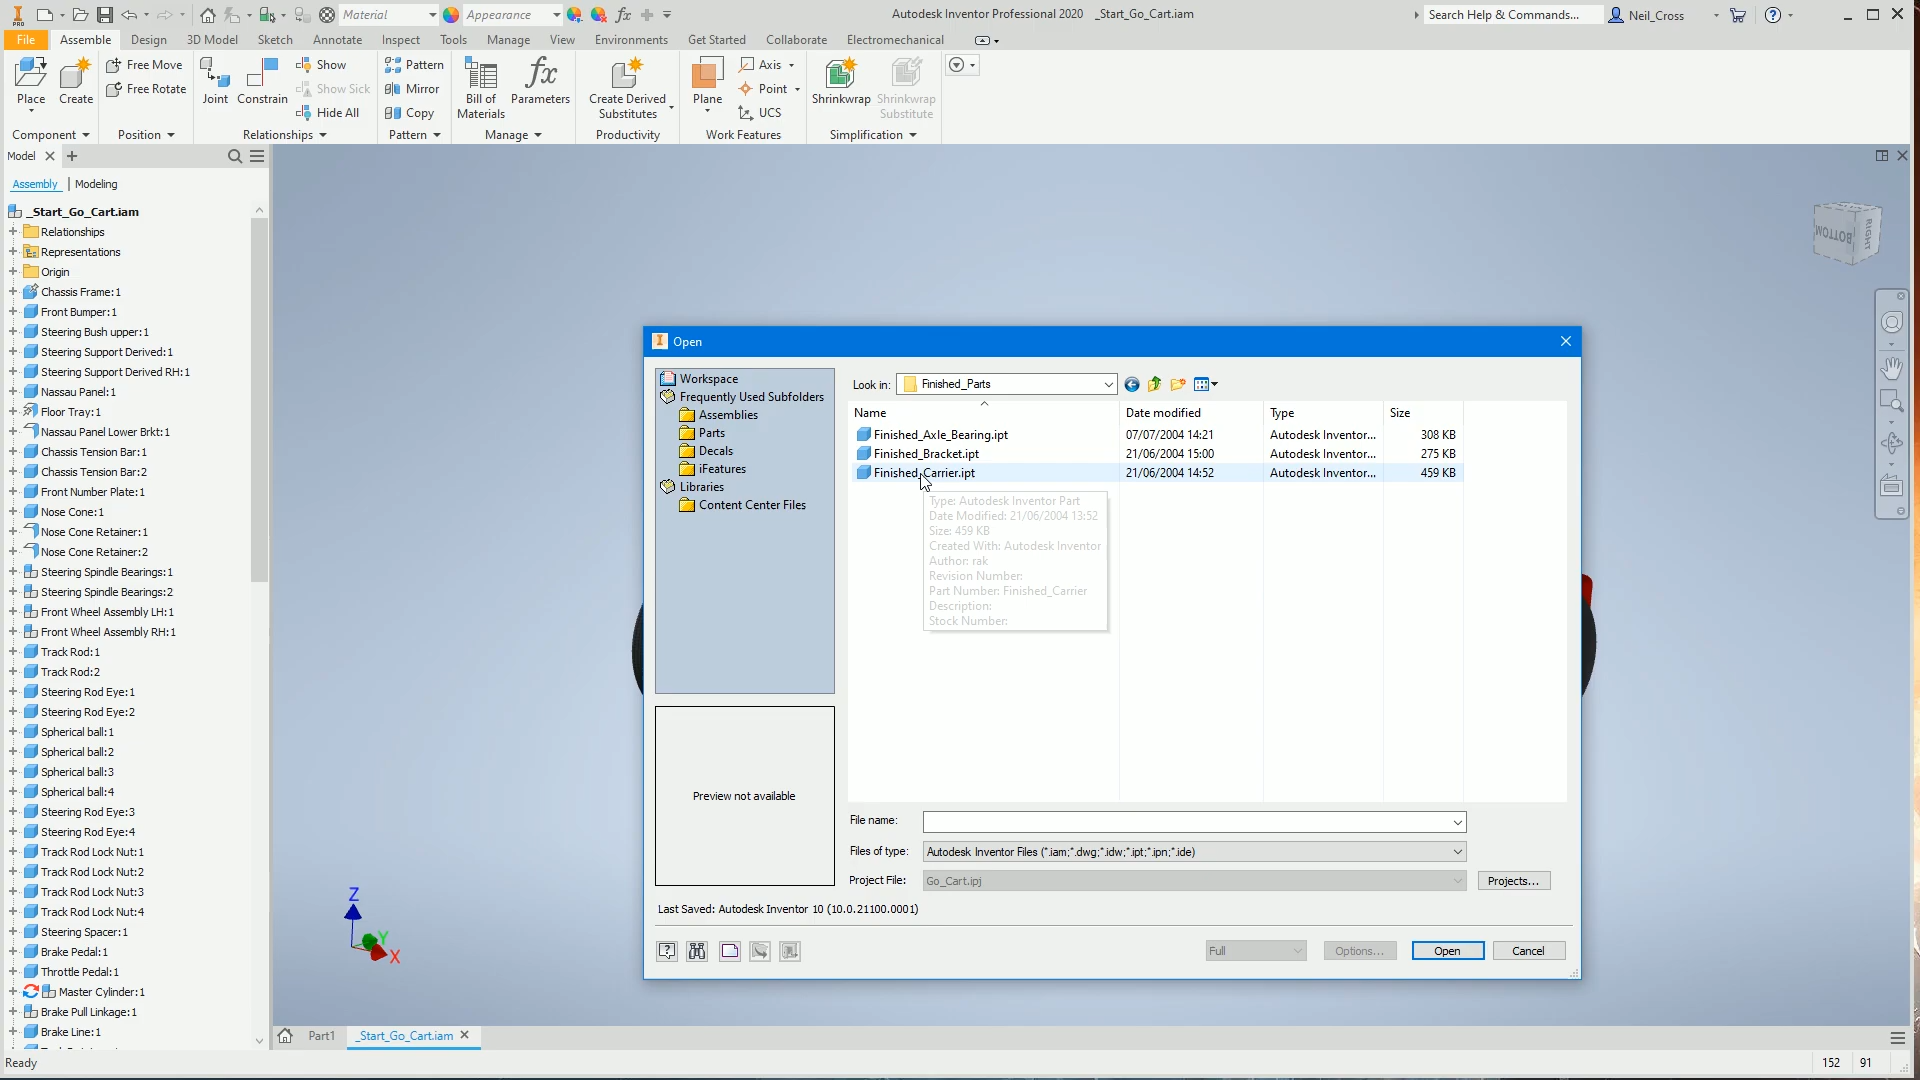 Material
Appearance
Autodesk Inventor Professional 2020 _Start_Go_Cart.iam
Search Help & Commands...
Neil_Cross
File Assemble Design 3D Model Sketch Annotate Inspect Tools Manage View Environments Get Started Collaborate Electromechanical
Place
Create
Free Move
Free Rotate
Joint
Constrain
Show
Show Sick
Hide All
Pattern
Mirror
Copy
Bill of
Materials
Parameters
Create Derived
Substitutes
Plane
Axis
Point
UCS
Shrinkwrap
Shrinkwrap
Substitute
Component Position Relationships Pattern Manage Productivity Work Features Simplification
Model
Assembly | Modeling
_Start_Go_Cart.iam
Relationships
Representations
Origin
Chassis Frame:1
Front Bumper:1
Steering Bush upper:1
Steering Support Derived:1
Steering Support Derived RH:1
Nassau Panel:1
Floor Tray:1
Nassau Panel Lower Brkt:1
Chassis Tension Bar:1
Chassis Tension Bar:2
Front Number Plate:1
Nose Cone:1
Nose Cone Retainer:1
Nose Cone Retainer:2
Steering Spindle Bearings:1
Steering Spindle Bearings:2
Front Wheel Assembly LH:1
Front Wheel Assembly RH:1
Track Rod:1
Track Rod:2
Steering Rod Eye:1
Steering Rod Eye:2
Spherical ball:1
Spherical ball:2
Spherical ball:3
Spherical ball:4
Steering Rod Eye:3
Steering Rod Eye:4
Track Rod Lock Nut:1
Track Rod Lock Nut:2
Track Rod Lock Nut:3
Track Rod Lock Nut:4
Steering Spacer:1
Brake Pedal:1
Throttle Pedal:1
Master Cylinder:1
Brake Pull Linkage:1
Brake Line:1
BOTTOM
RIGHT
Open
Workspace
Frequently Used Subfolders
Assemblies
Parts
Decals
iFeatures
Libraries
Content Center Files
Look in: Finished_Parts
Name Date modified Type Size
Finished_Axle_Bearing.ipt 07/07/2004 14:21 Autodesk Inventor... 308 KB
Finished_Bracket.ipt 21/06/2004 15:00 Autodesk Inventor... 275 KB
Finished_Carrier.ipt 21/06/2004 14:52 Autodesk Inventor... 459 KB
Type: Autodesk Inventor Part
Date Modified: 21/06/2004 13:52
Size: 459 KB
Created With: Autodesk Inventor
Author: rak
Revision Number:
Part Number: Finished_Carrier
Description:
Stock Number:
Preview not available
File name:
Files of type: Autodesk Inventor Files (*.iam;*.dwg;*.idw;*.ipt;*.ipn;*.ide)
Project File: Go_Cart.ipj
Projects...
Last Saved: Autodesk Inventor 10 (10.0.21100.0001)
Full
Options...
Open
Cancel
Z
Y
X
Part1
_Start_Go_Cart.iam
Ready
152 91